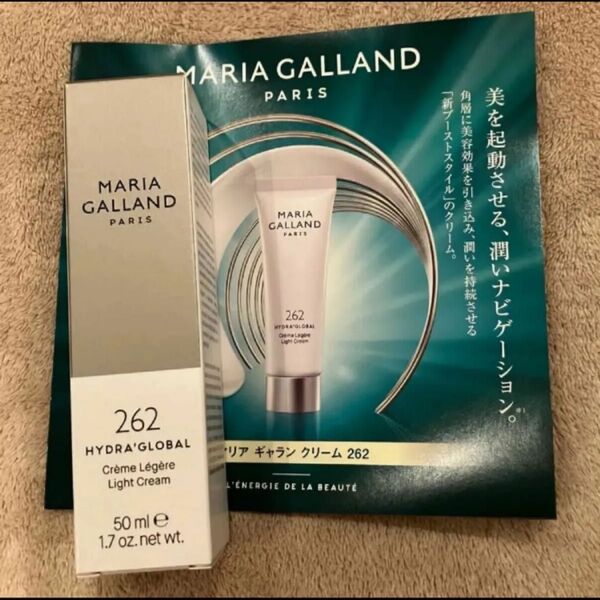 MARIA GALLAND
PARIS
美を起動させる、潤いナビゲーション。※1
角層に美容効果を引き込み、潤いを持続させる
「新ブーストスタイル」のクリーム。
MARIA
GALLAND
PARIS
262
HYDRA'GLOBAL
Crème Légère
Light Cream
リア ギャラン クリーム 262
L'ÉNERGIE DE LA BEAUTÉ
MARIA
GALLAND
PARIS
262
HYDRA'GLOBAL
Crème Légère
Light Cream
50 ml e
1.7 oz. net wt.